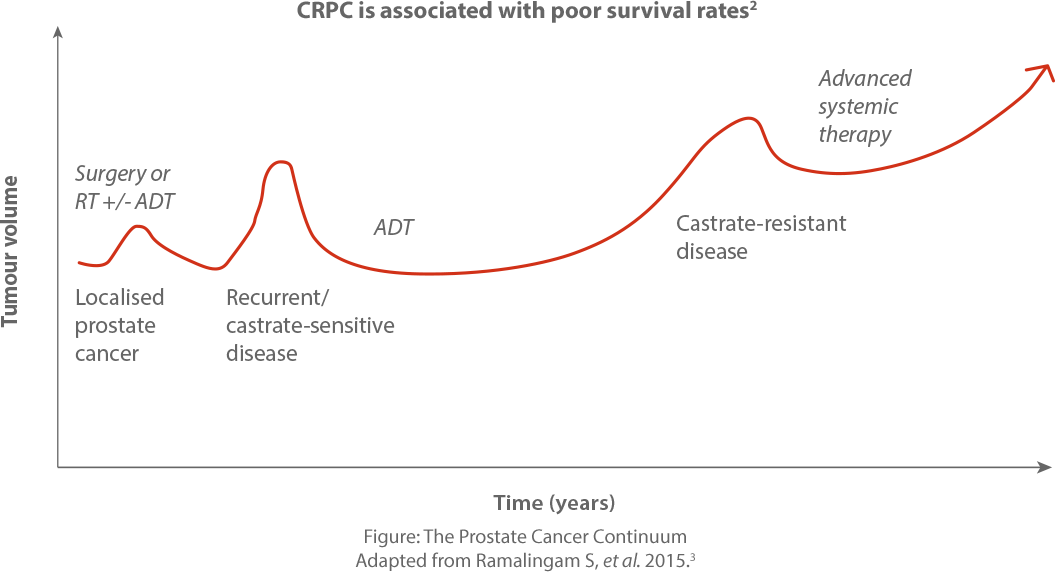 CRPC is associated with poor survival rates²
Tumour volume
Surgery or
RT +/- ADT
Localised
prostate
cancer
Recurrent/
castrate-sensitive
disease
ADT
Castrate-resistant
disease
Advanced
systemic
therapy
Time (years)
Figure: The Prostate Cancer Continuum
Adapted from Ramalingam S, et al. 2015.³